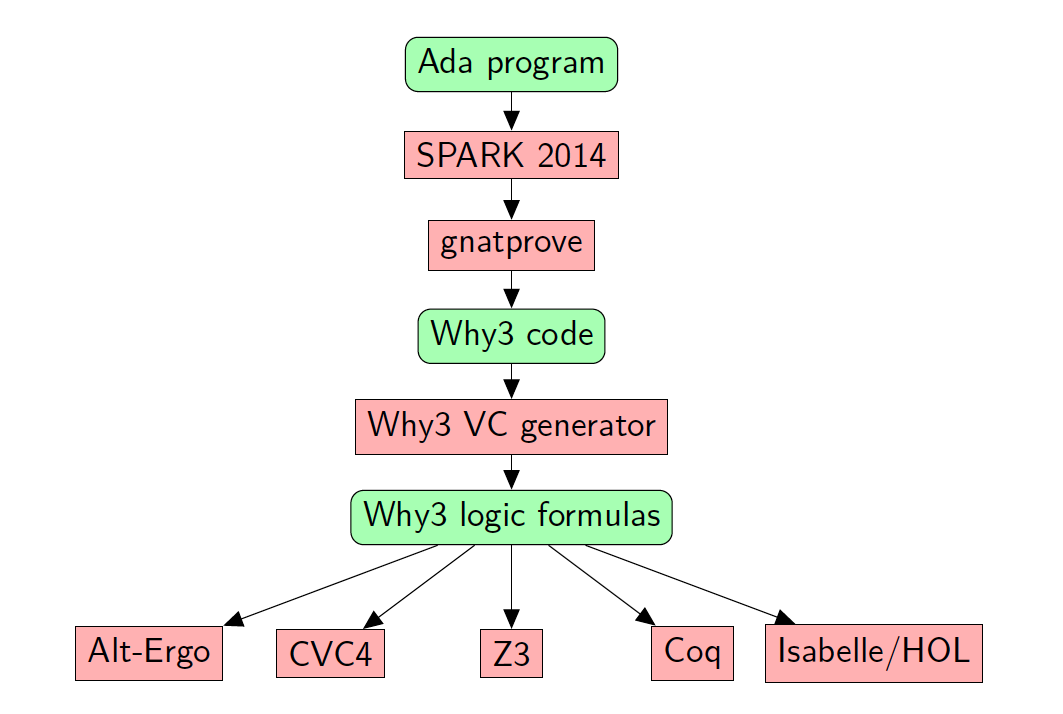 Ada program
SPARK 2014
gnatprove
Why3 code
Why3 VC generator
Why3 logic formulas
Alt-Ergo
CVC4
Z3
Coq
Isabelle/HOL